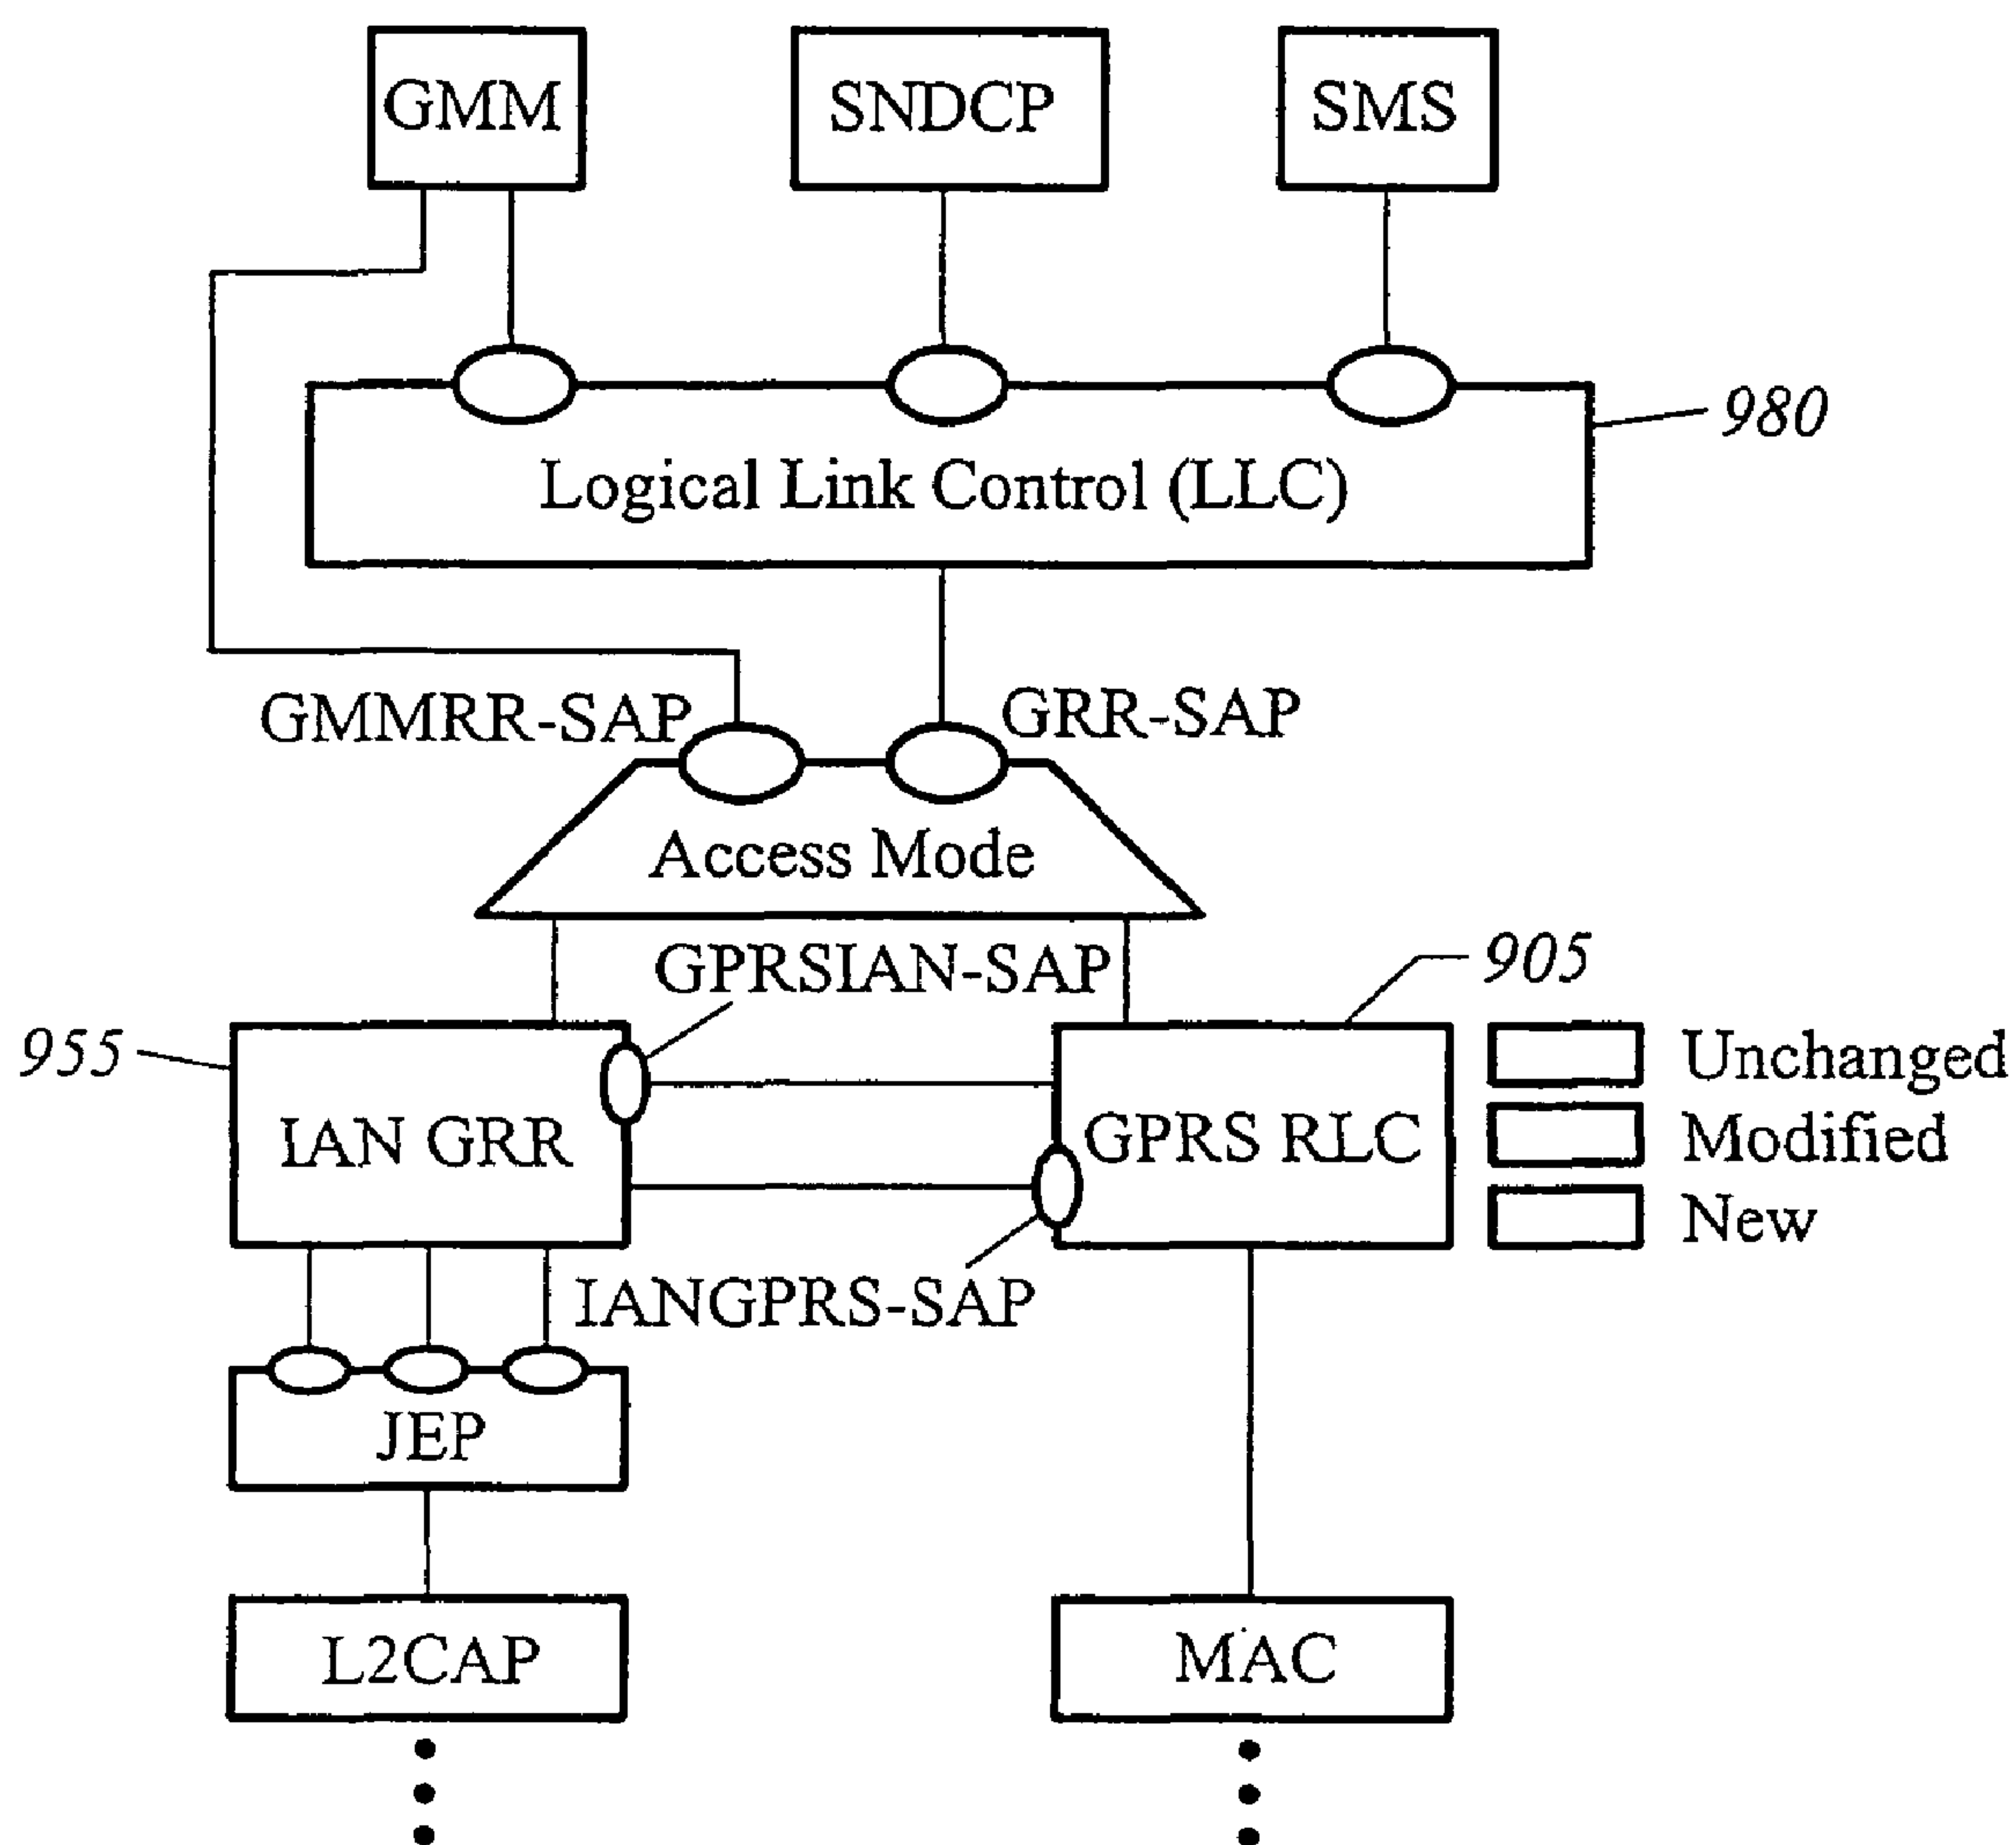 GMM
SNDCP
SMS
980
Logical Link Control (LLC)
GMMRR-SAP
GRR-SAP
Access Mode
GPRSIAN-SAP
905
955
Unchanged
IAN GRR
GPRS RLC
Modified
New
IANGPRS-SAP
JEP
L2CAP
MAC